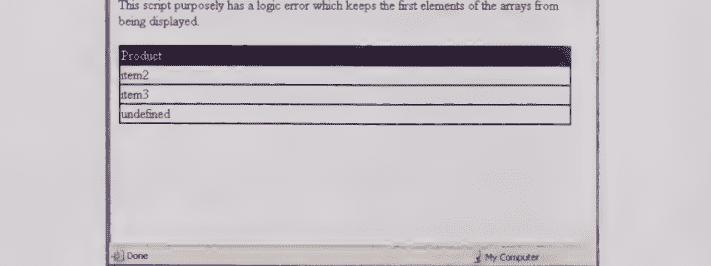 This script purposely has a logic error which keeps the first elements of the arrays from
being displayed.
Product
item2
item3
undefined
Done
My Computer